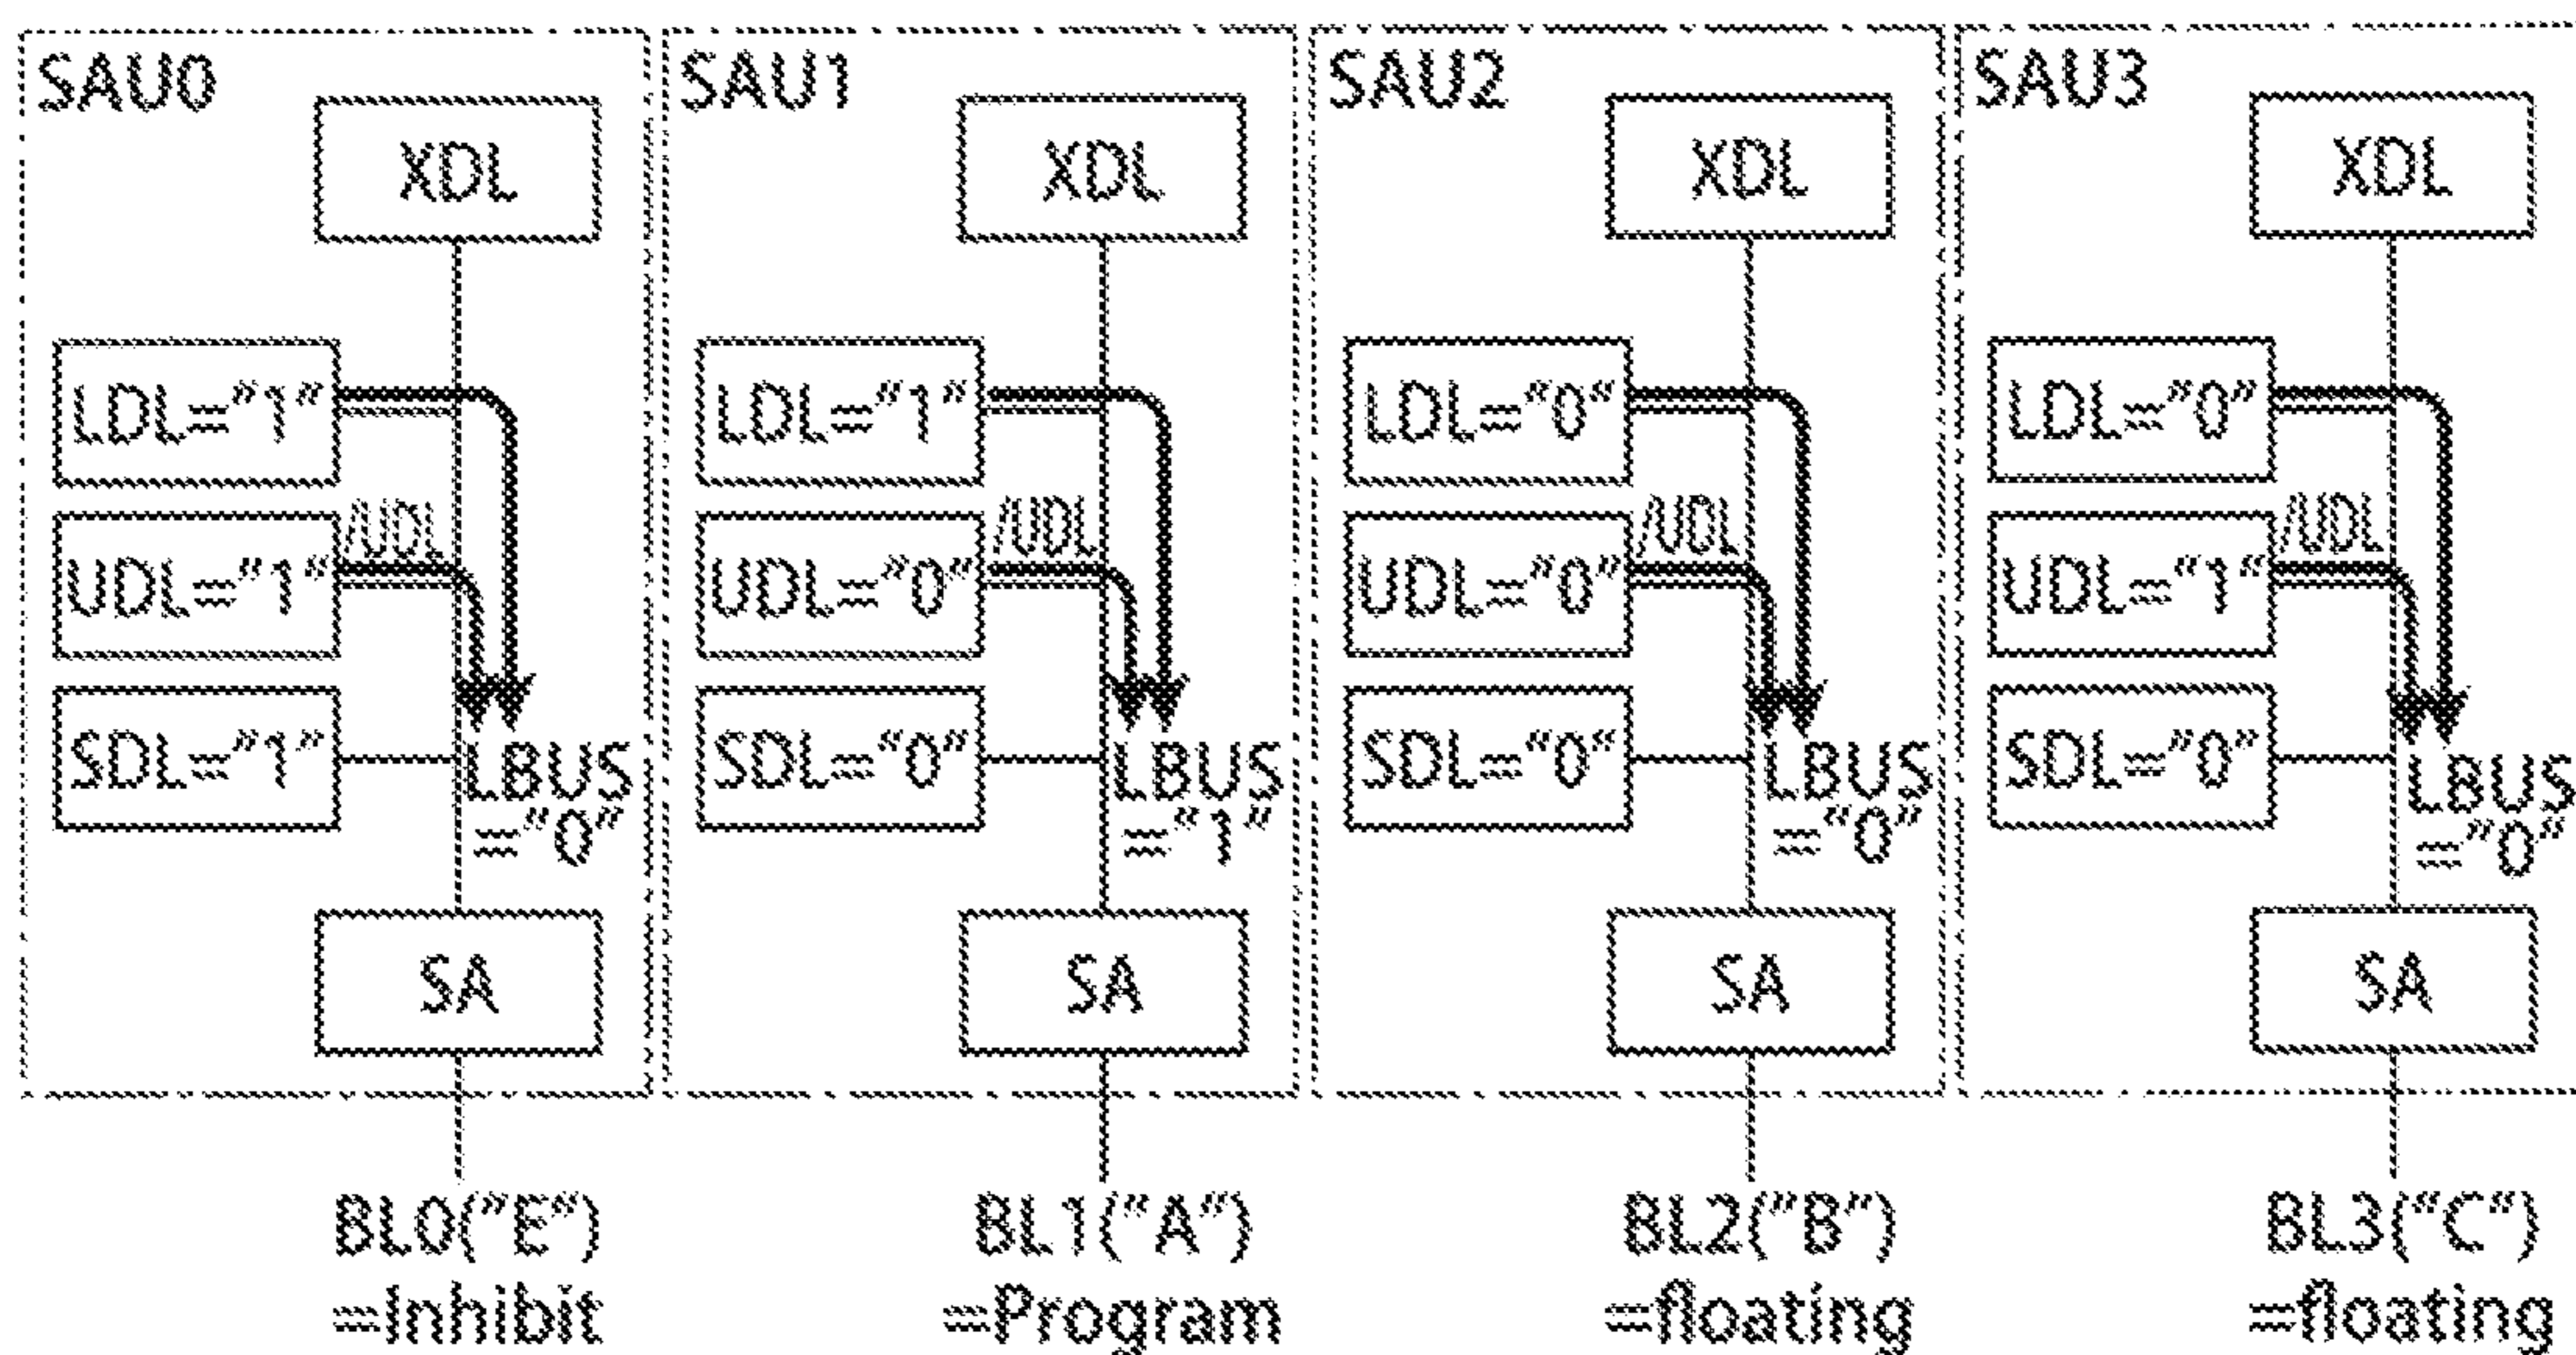 SAU0
XDL
LDL="1"
/UDL
UDL="1"
SDL="1"
LBUS
="0"
SA
BL0("E")
=Inhibit
SAU1
XDL
LDL="1"
/UDL
UDL="0"
SDL="0"
LBUS
="1"
SA
BL1("A")
=Program
SAU2
XDL
LDL="0"
/UDL
UDL="0"
SDL="0"
LBUS
="0"
SA
BL2("B")
=floating
SAU3
XDL
LDL="0"
/UDL
UDL="1"
SDL="0"
LBUS
="0"
SA
BL3("C")
=floating